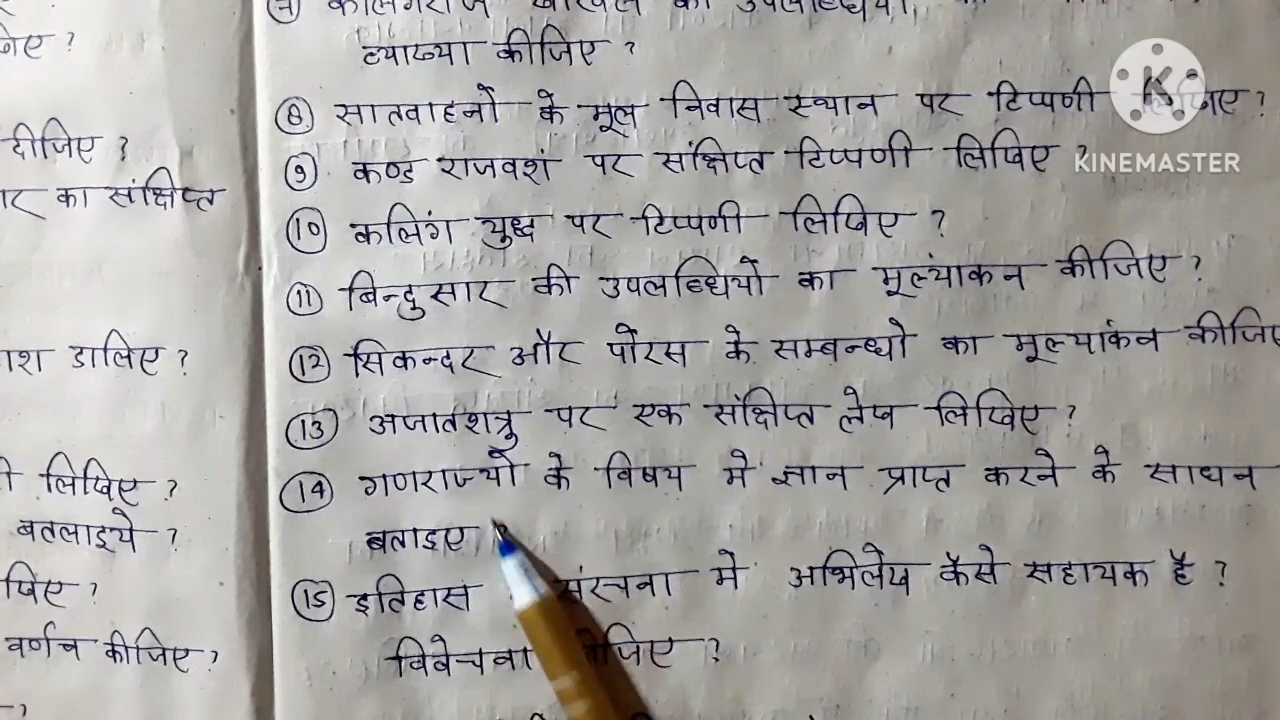 जिए ?
दीजिए ?
का संक्षिप्त
डालिए ?
लिखिए ?
बतलाइये ?
खिए ?
वर्णन कीजिए ?
व्याख्या कीजिए ?
(8) सातवाहनों के मूल निवास स्थान पर टिप्पणी ?
(9) कण्ड राजवशं पर संक्षिप्त टिप्पणी लिखिए ?
(10) कलिंग युद्ध पर टिप्पणी लिखिए ?
(11) बिन्दुसार की उपलब्धियों का मूल्यांकन कीजिए ?
(12) सिकन्दर और पोरस के सम्बन्धो का मूल्यांकन कीजि
(13) अजातशत्रु पर एक संक्षिप्त लेख लिखिए ?
(14) गणराज्यों के विषय में ज्ञान प्राप्त करने के साधन
बताइए
(15) इतिहास संरचना में अभिलेख कैसे सहायक है ?
विवेचना जिए ?
K
KINEMASTER